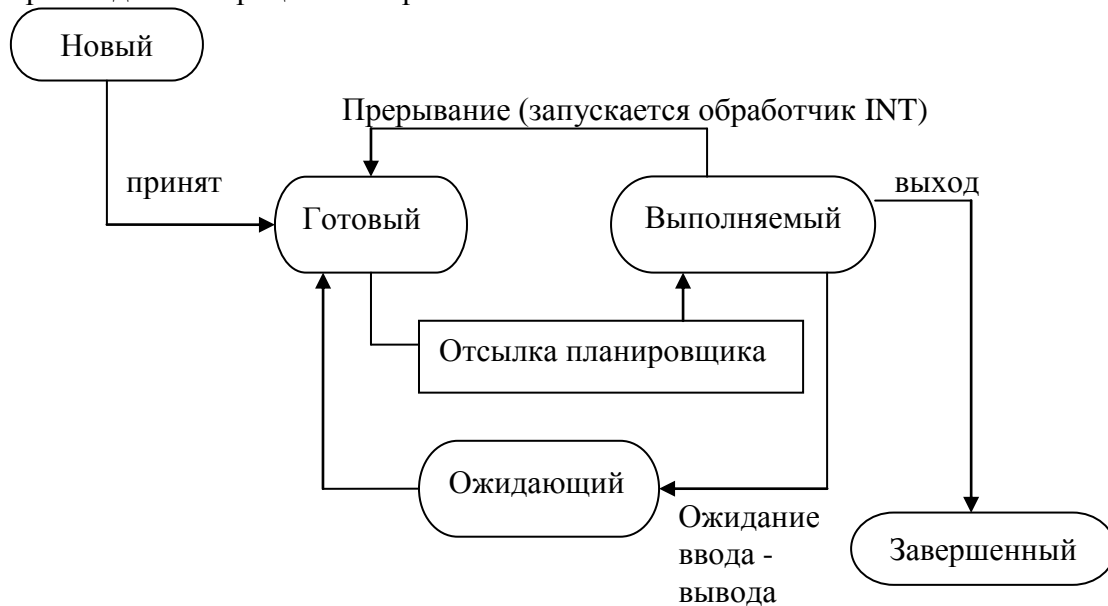 Новый
Прерывание (запускается обработчик INT)
принят
Готовый
Выполняемый
выход
Отсылка планировщика
Ожидающий
Ожидание
ввода -
вывода
Завершенный